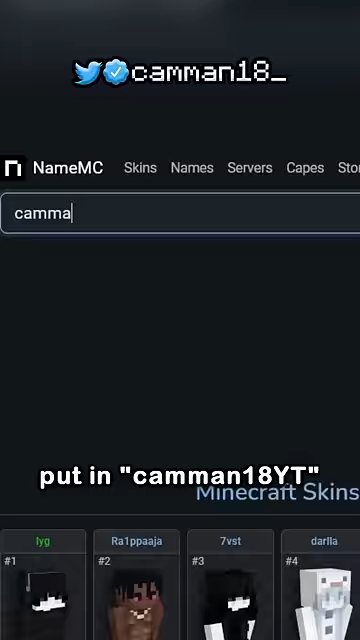 camman18_
n NameMC Skins Names Servers Capes Sto
camma
put in "camman18YT"
Minecraft Skins
lyg Ra1ppaaja 7vst darlla
#1 #2 #3 #4